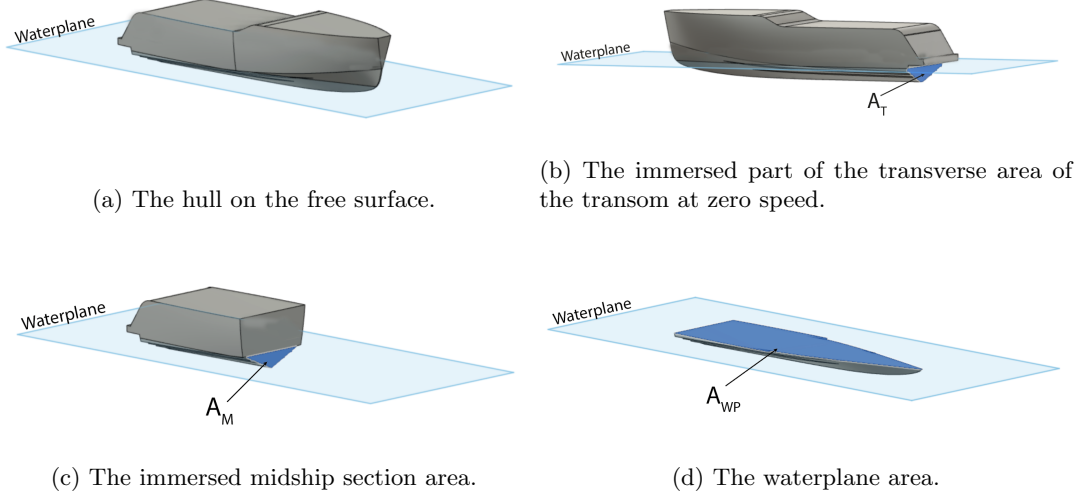 Waterplane
(a) The hull on the free surface.
Waterplane
A_T
(b) The immersed part of the transverse area of
the transom at zero speed.
Waterplane
A_M
(c) The immersed midship section area.
Waterplane
A_WP
(d) The waterplane area.